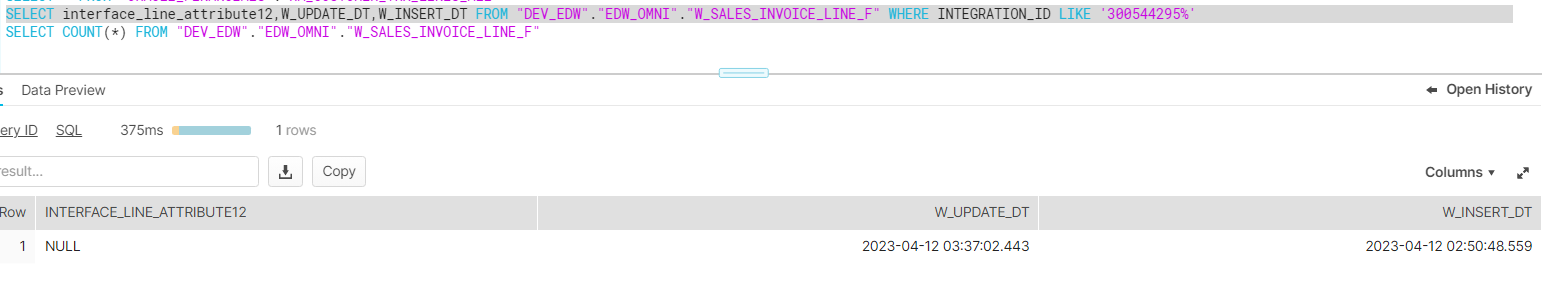 SELECT interface_line_attribute12,W_UPDATE_DT,W_INSERT_DT FROM "DEV_EDW"."EDW_OMNI"."W_SALES_INVOICE_LINE_F" WHERE INTEGRATION_ID LIKE '300544295%'
SELECT COUNT(*) FROM "DEV_EDW"."EDW_OMNI"."W_SALES_INVOICE_LINE_F"
Data Preview
Open History
ery ID SQL 375ms 1 rows
result... Copy Columns
Row INTERFACE_LINE_ATTRIBUTE12 W_UPDATE_DT W_INSERT_DT
1 NULL 2023-04-12 03:37:02.443 2023-04-12 02:50:48.559